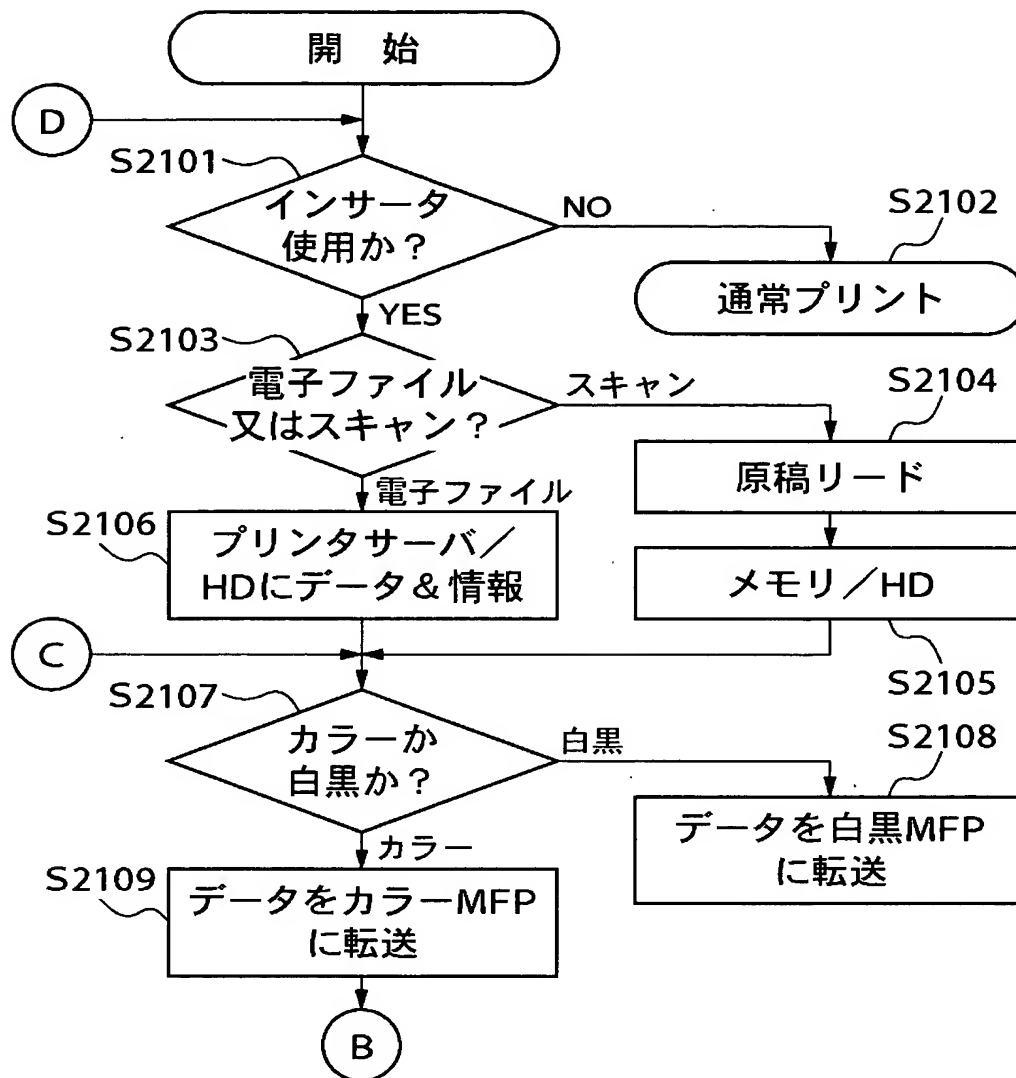 開 始
D
S2101
インサータ
使用か？
NO
S2102
通常プリント
YES
S2103
電子ファイル
又はスキャン？
スキャン
S2104
原稿リード
電子ファイル
S2106
プリンタサーバ／
HDにデータ＆情報
メモリ／HD
S2105
C
S2107
カラーか
白黒か？
白黒
S2108
データを白黒MFP
に転送
カラー
S2109
データをカラーMFP
に転送
B